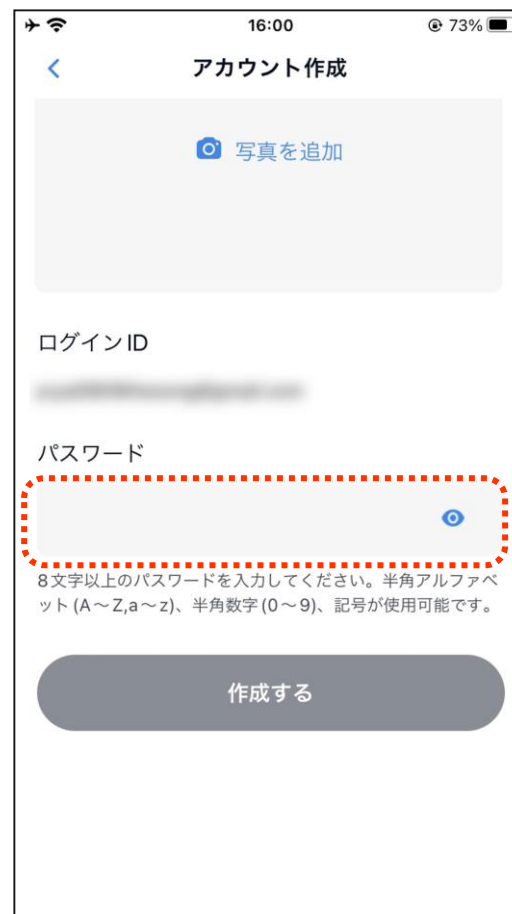 16:00
73%
アカウント作成
写真を追加
ログインID
パスワード
8文字以上のパスワードを入力してください。半角アルファベ
ット(A〜Z,a〜z)、半角数字(0〜9)、記号が使用可能です。
作成する